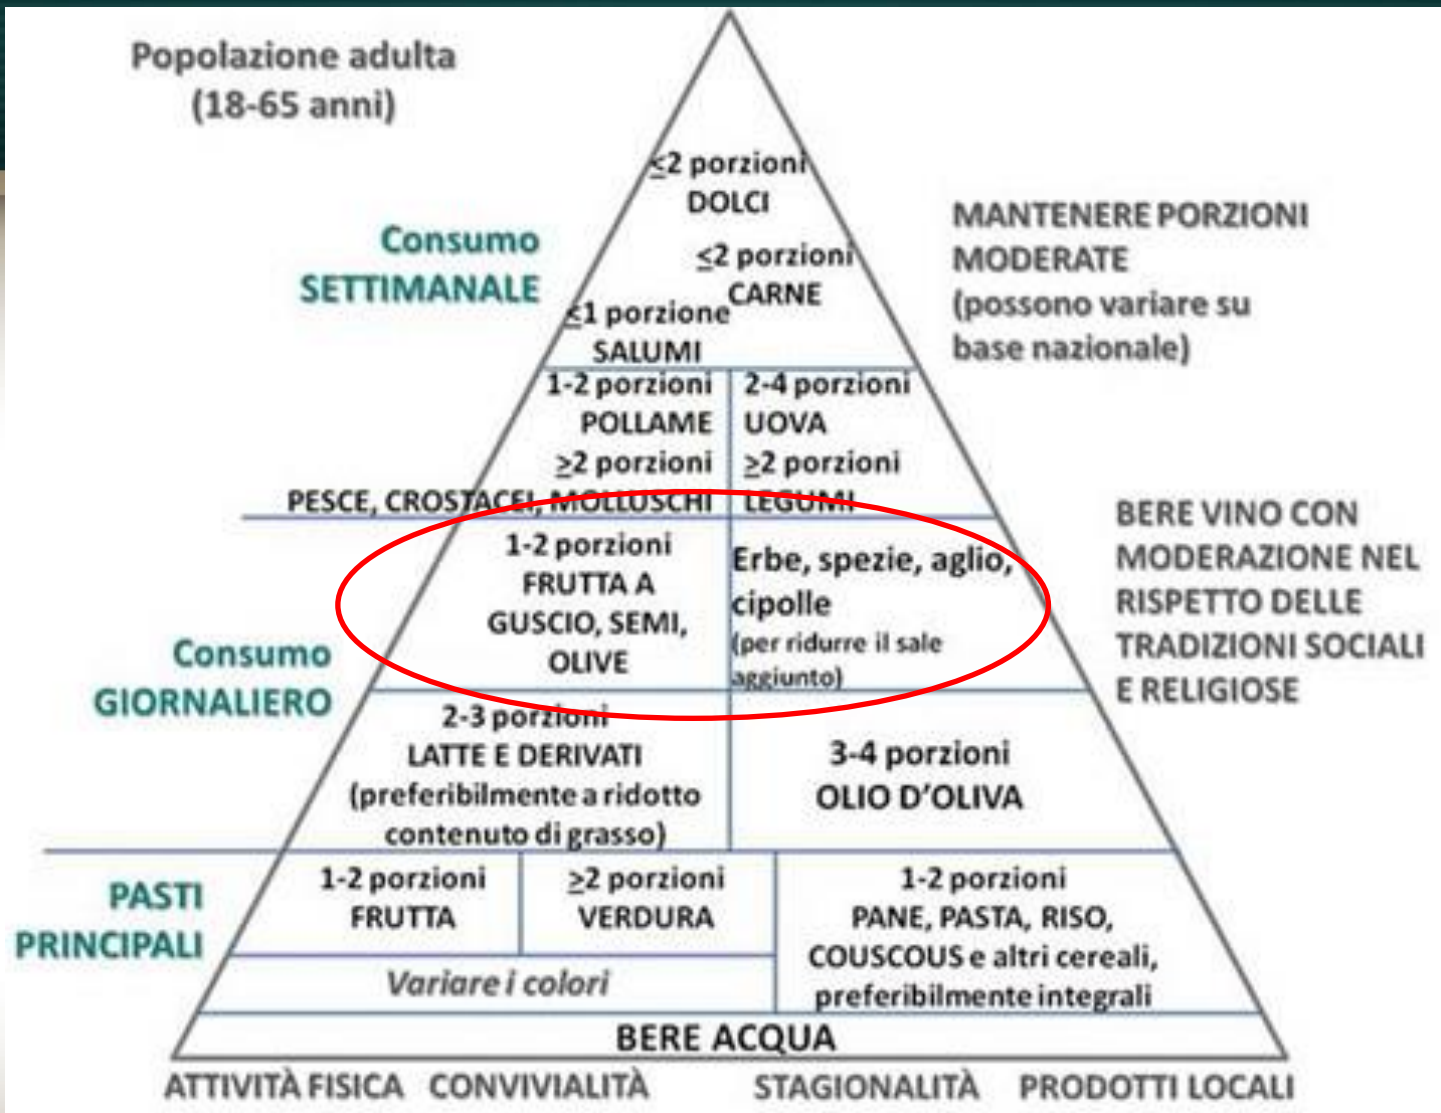 Popolazione adulta
(18-65 anni)
≤2 porzioni
DOLCI
Consumo
SETTIMANALE
≤2 porzioni
CARNE
≤1 porzione
SALUMI
MANTENERE PORZIONI
MODERATE
(possono variare su
base nazionale)
1-2 porzioni
POLLAME
≥2 porzioni
PESCE, CROSTACEI, MOLLUSCHI
2-4 porzioni
UOVA
≥2 porzioni
LEGUMI
1-2 porzioni
FRUTTA A
GUSCIO, SEMI,
OLIVE
Erbe, spezie, aglio,
cipolle
(per ridurre il sale
aggiunto)
BERE VINO CON
MODERAZIONE NEL
RISPETTO DELLE
TRADIZIONI SOCIALI
E RELIGIOSE
Consumo
GIORNALIERO
2-3 porzioni
LATTE E DERIVATI
(preferibilmente a ridotto
contenuto di grasso)
3-4 porzioni
OLIO D'OLIVA
PASTI
PRINCIPALI
1-2 porzioni
FRUTTA
≥2 porzioni
VERDURA
Variare i colori
1-2 porzioni
PANE, PASTA, RISO,
COUSCOUS e altri cereali,
preferibilmente integrali
BERE ACQUA
ATTIVITÀ FISICA CONVIVIALITÀ STAGIONALITÀ PRODOTTI LOCALI